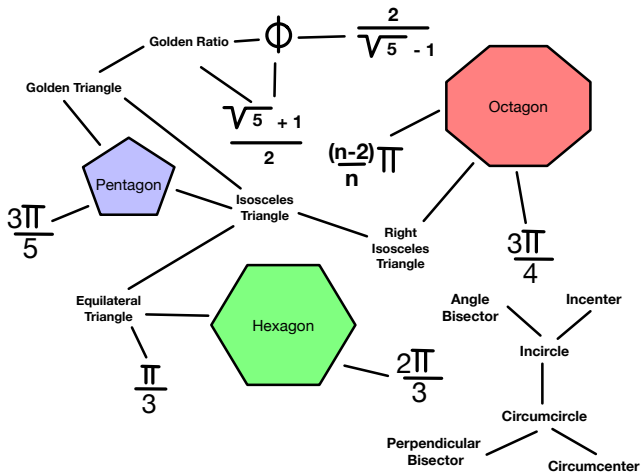 Golden Ratio
ϕ
2
√5 - 1
Golden Triangle
√5 + 1
2
Octagon
(n-2)π
n
Pentagon
3π
5
Isosceles
Triangle
Right
Isosceles
Triangle
3π
4
Equilateral
Triangle
Hexagon
π
3
2π
3
Angle
Bisector
Incenter
Incircle
Circumcircle
Perpendicular
Bisector
Circumcenter